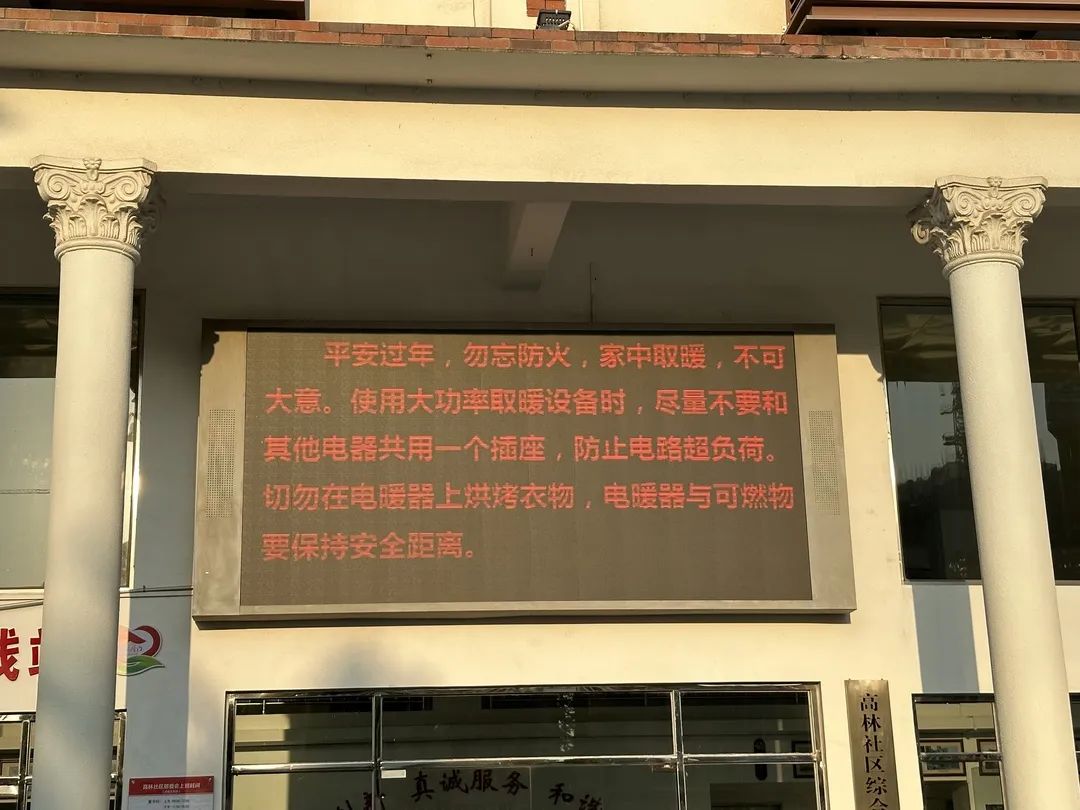 平安过年，勿忘防火，家中取暖，不可
大意。使用大功率取暖设备时，尽量不要和
其他电器共用一个插座，防止电路超负荷。
切勿在电暖器上烘烤衣物，电暖器与可燃物
要保持安全距离。
高林社区综合
真诚服务
和谐